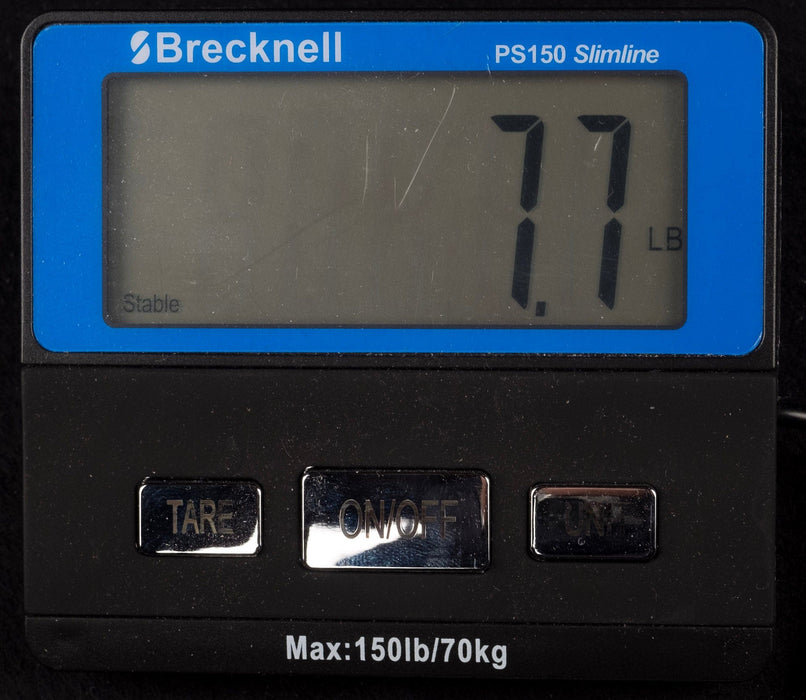 Brecknell
PS150 Slimline
7.7
LB
Stable
TARE
ON/OFF
Max:150lb/70kg